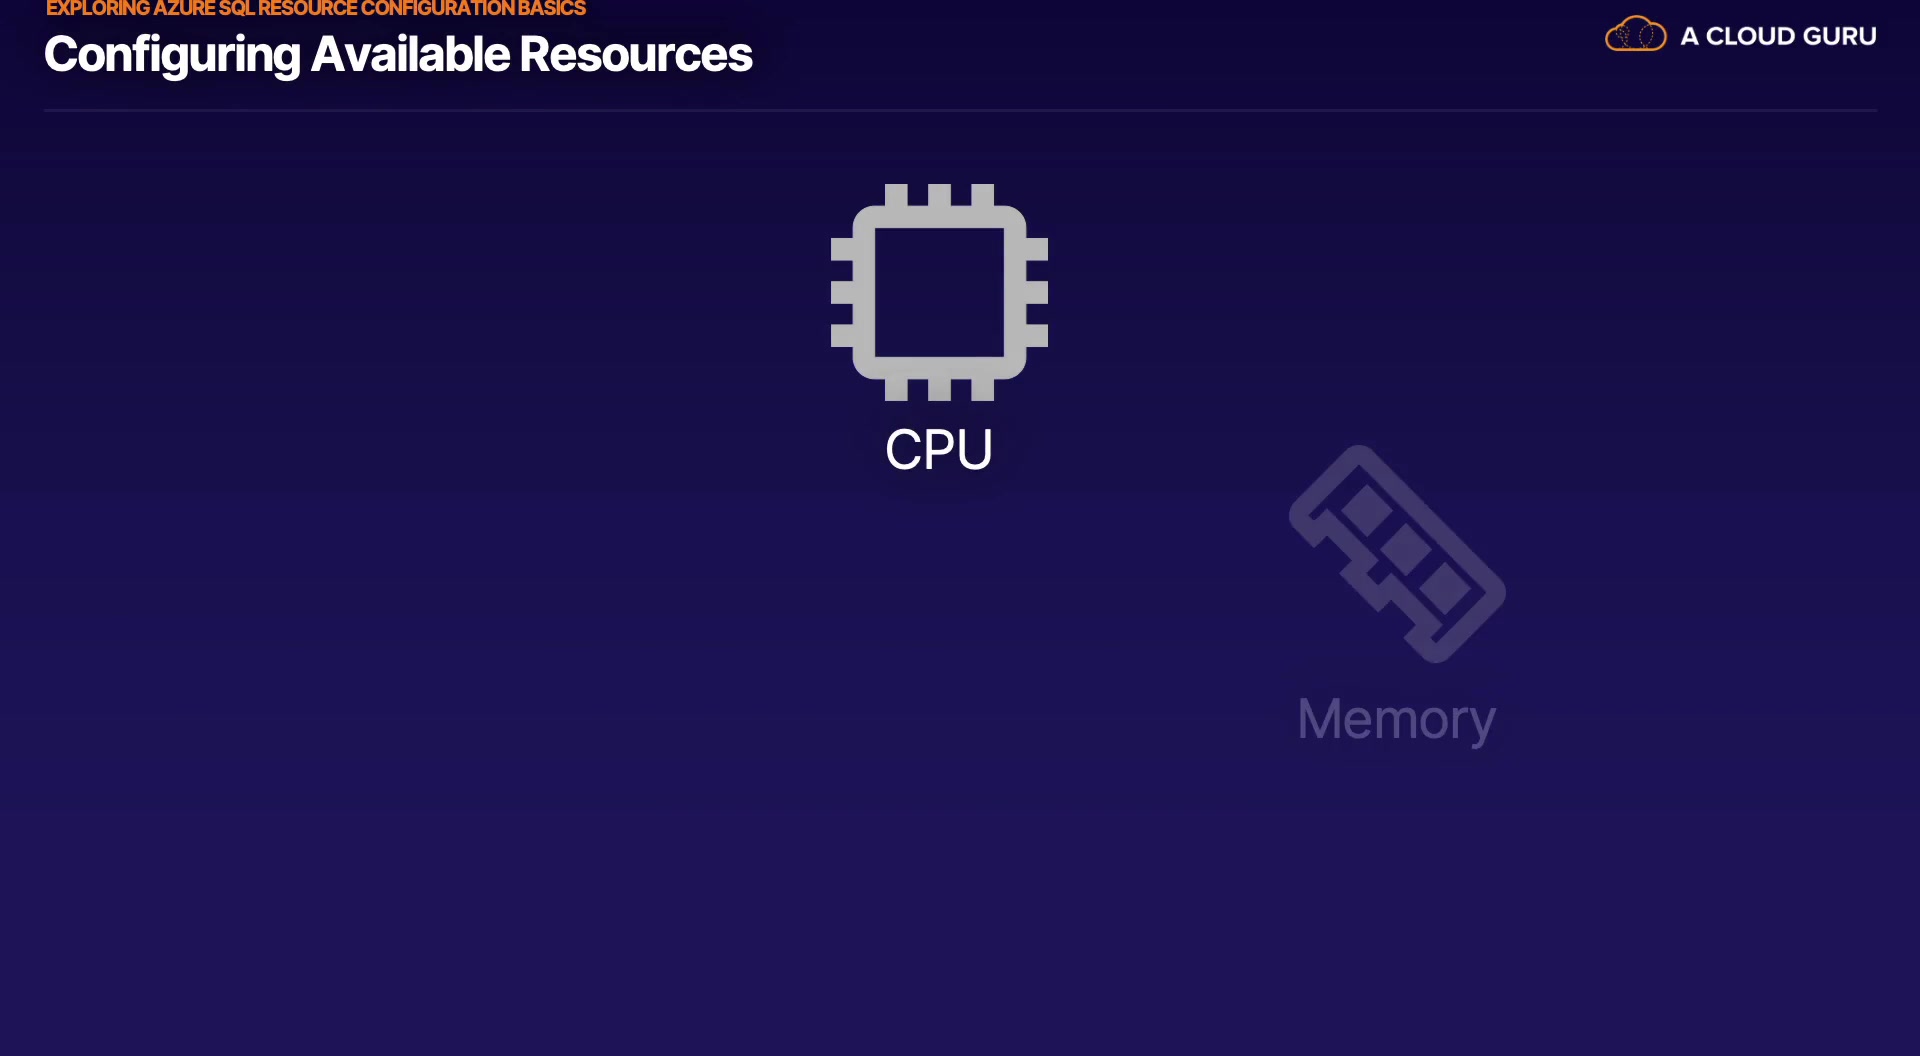 EXPLORING AZURE SQL RESOURCE CONFIGURATION BASICS
Configuring Available Resources
A CLOUD GURU
CPU
Memory